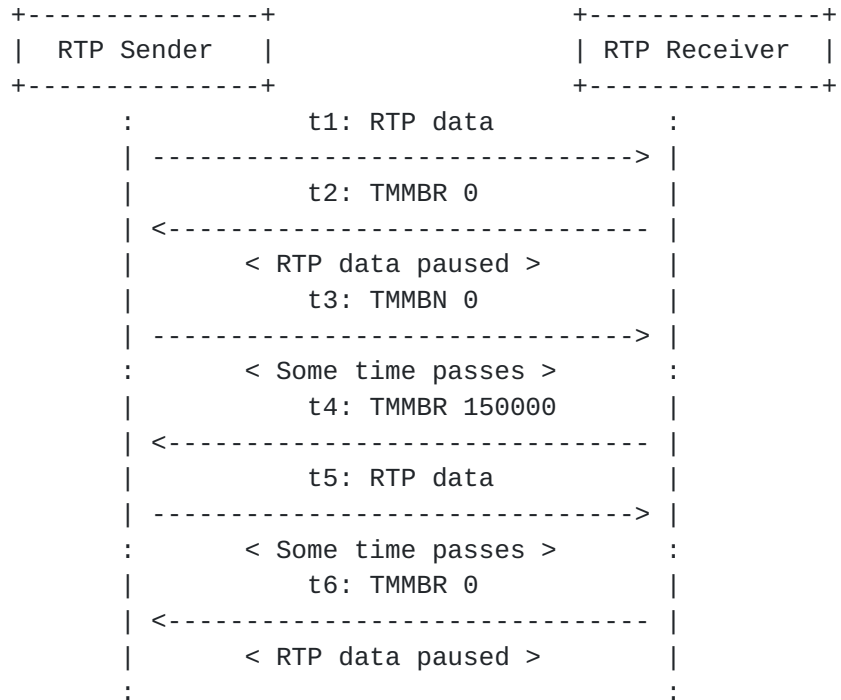 +---------------+                   +---------------+
|  RTP Sender   |                   | RTP Receiver  |
+---------------+                   +---------------+
       :           t1: RTP data           :
       | -------------------------------> |
       |           t2: TMMBR 0            |
       | <------------------------------- |
       |       < RTP data paused >        |
       |           t3: TMMBN 0            |
       | -------------------------------> |
       :       < Some time passes >       :
       |           t4: TMMBR 150000       |
       | <------------------------------- |
       |           t5: RTP data           |
       | -------------------------------> |
       :       < Some time passes >       :
       |           t6: TMMBR 0            |
       | <------------------------------- |
       |       < RTP data paused >        |
       :                                  :